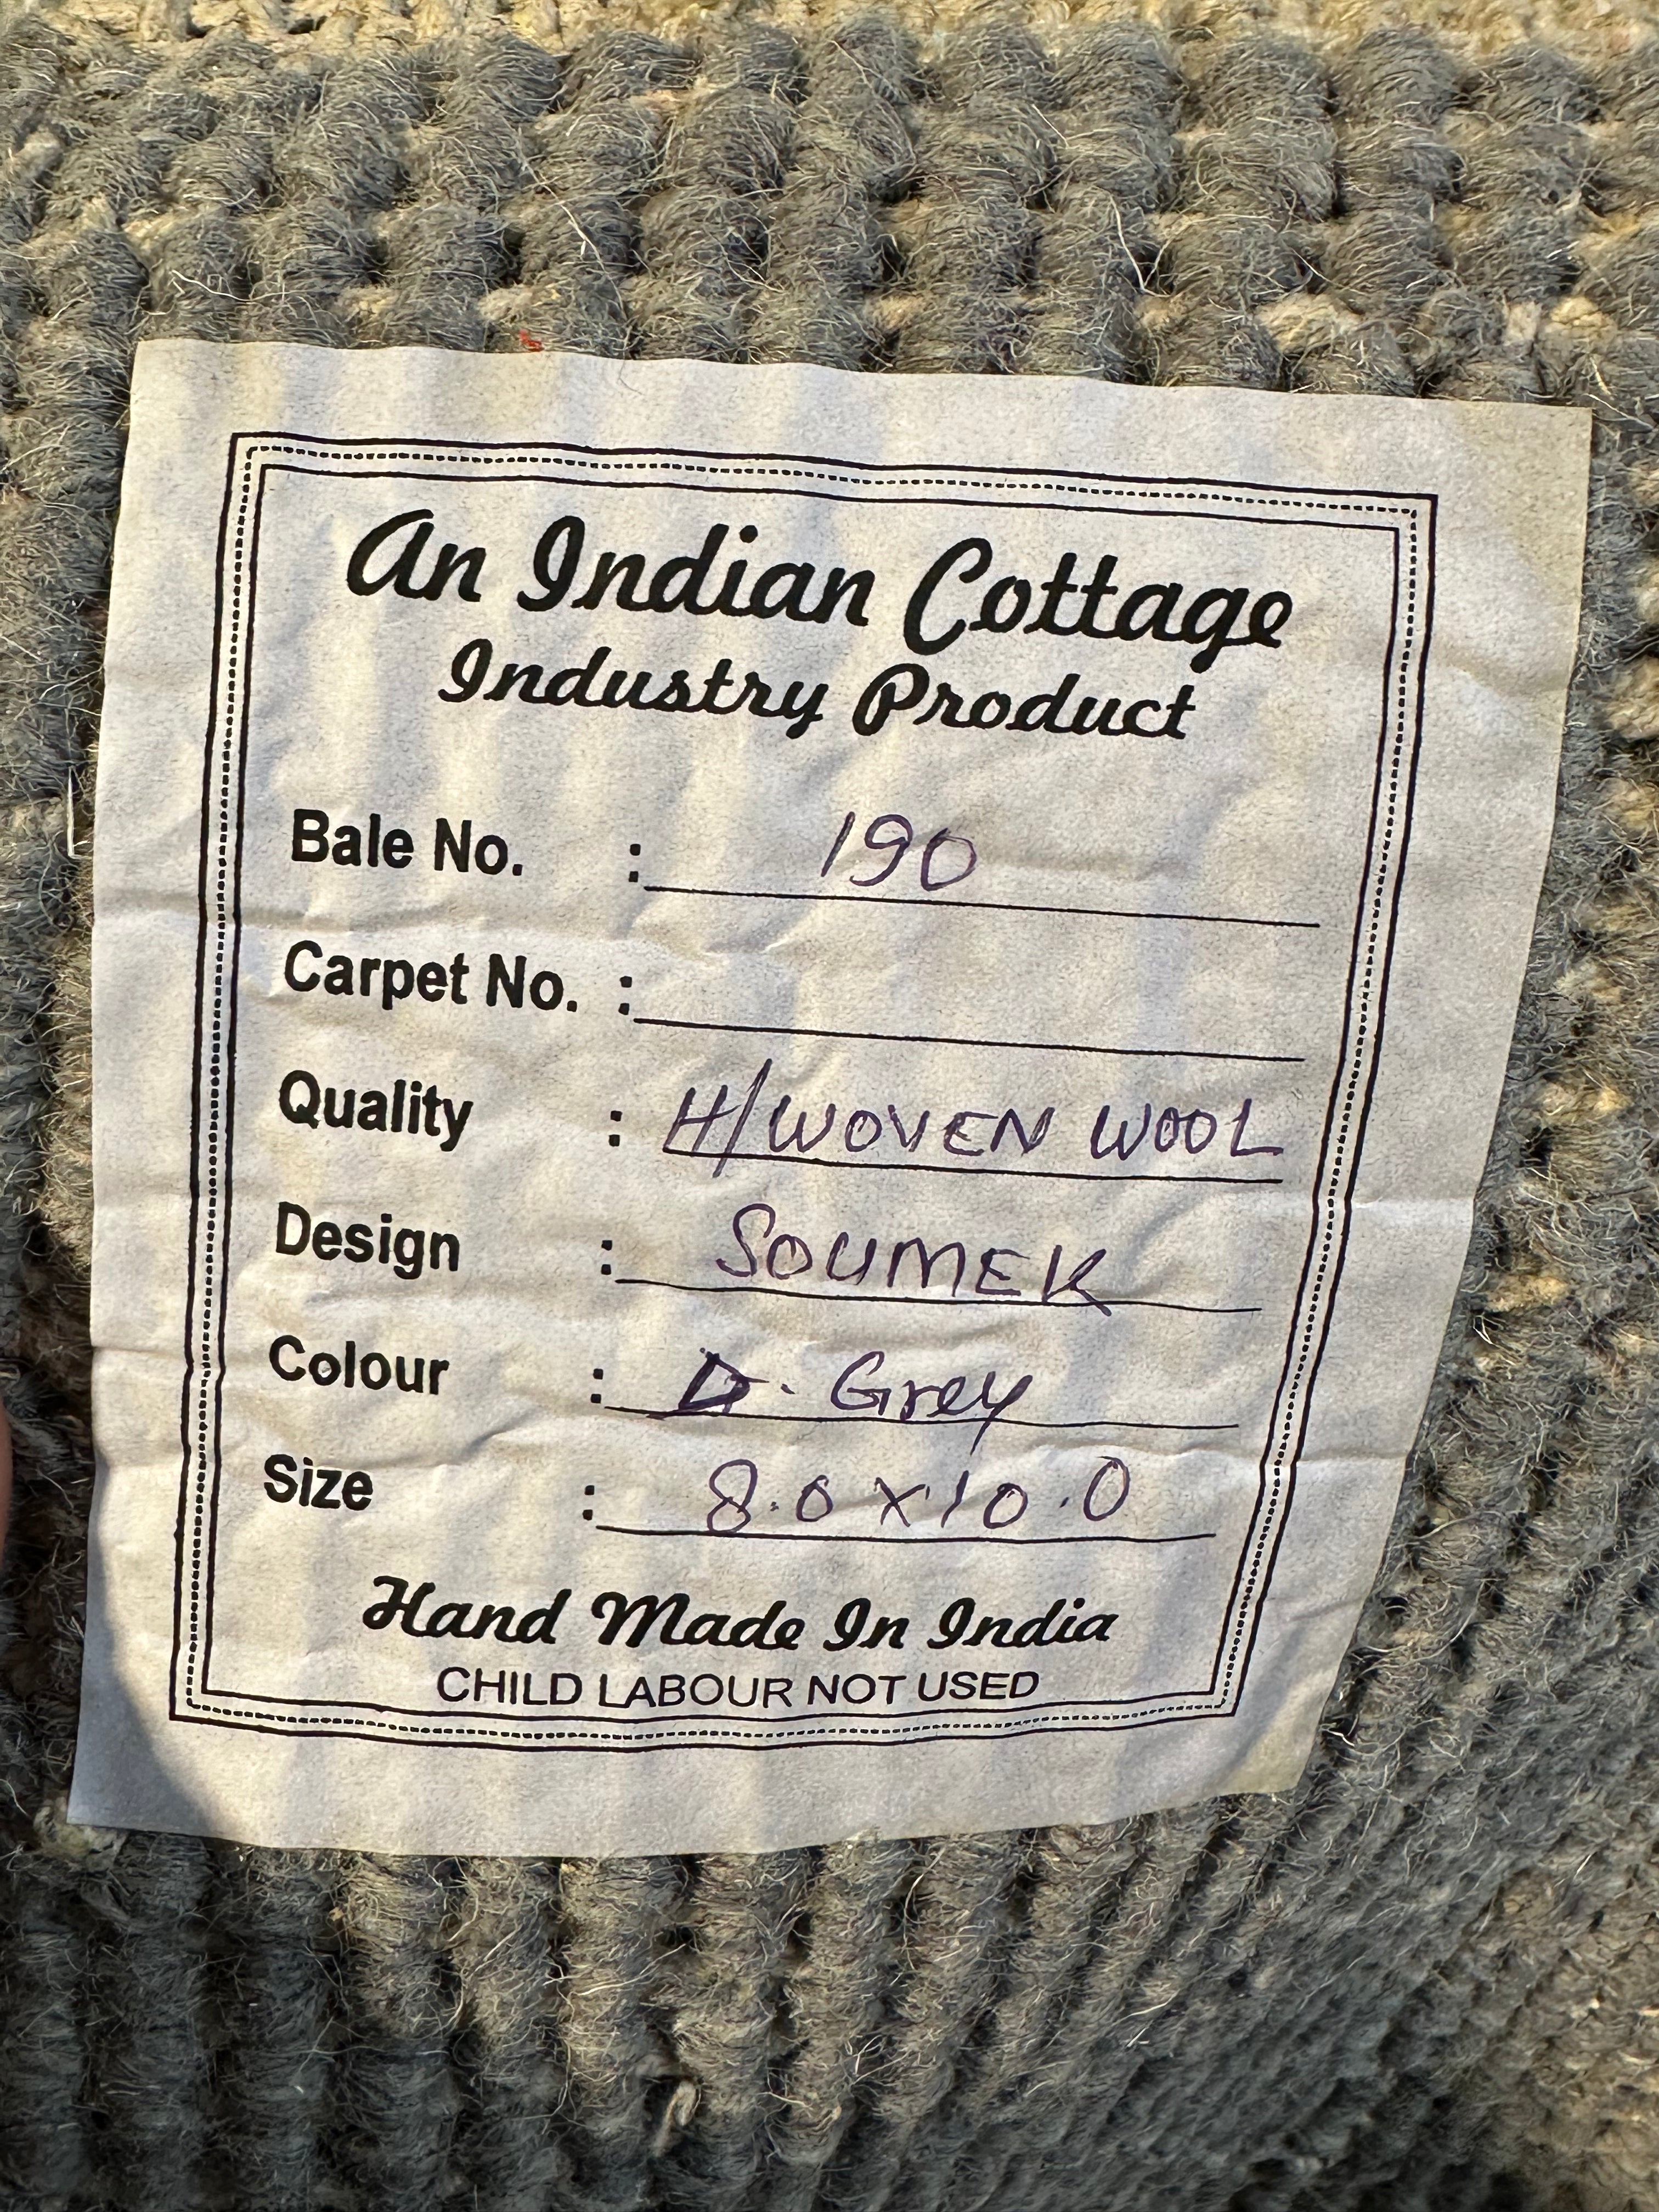 An Indian Cottage
Industry Product
Bale No. : 190
Carpet No. :
Quality : H/WOVEN WOOL
Design : SOUMEK
Colour : D. Grey
Size : 8.0 X 10.0
Hand Made In India
CHILD LABOUR NOT USED